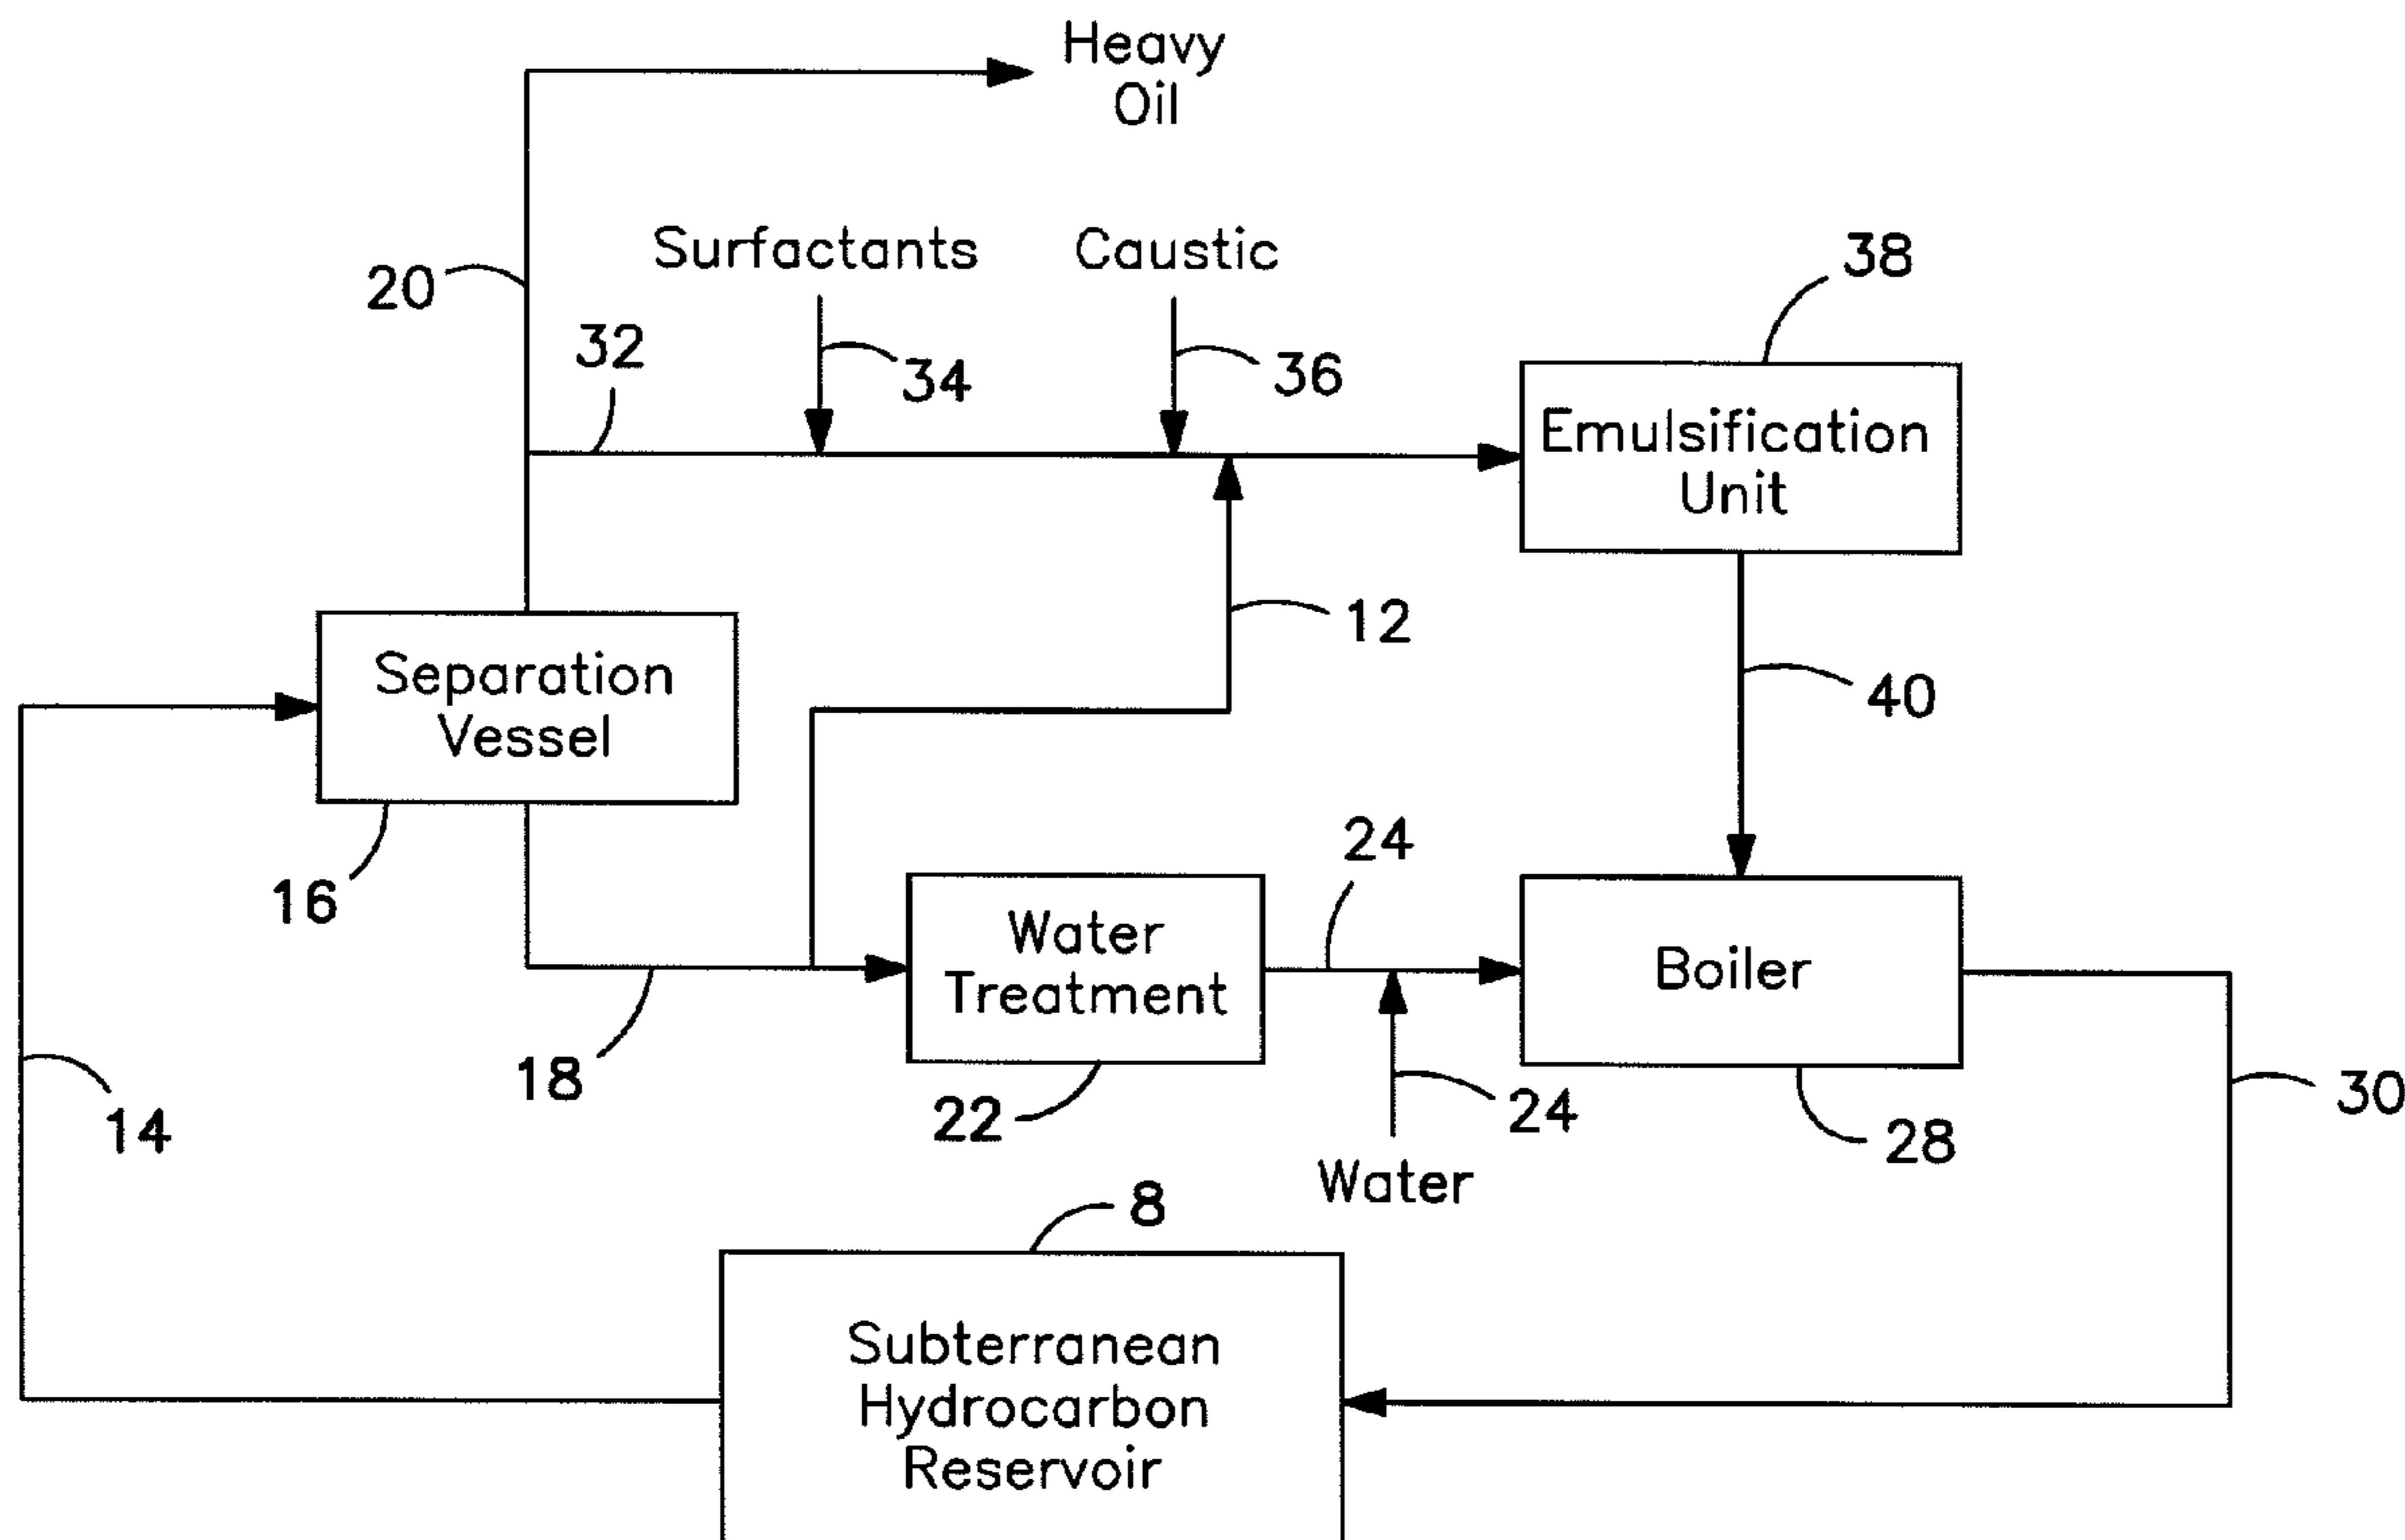 Heavy
Oil
Surfactants
Caustic
38
20
32
34
36
Emulsification
Unit
12
Separation
Vessel
40
24
16
Water
Treatment
Boiler
18
14
22
24
30
28
Water
8
Subterranean
Hydrocarbon
Reservoir